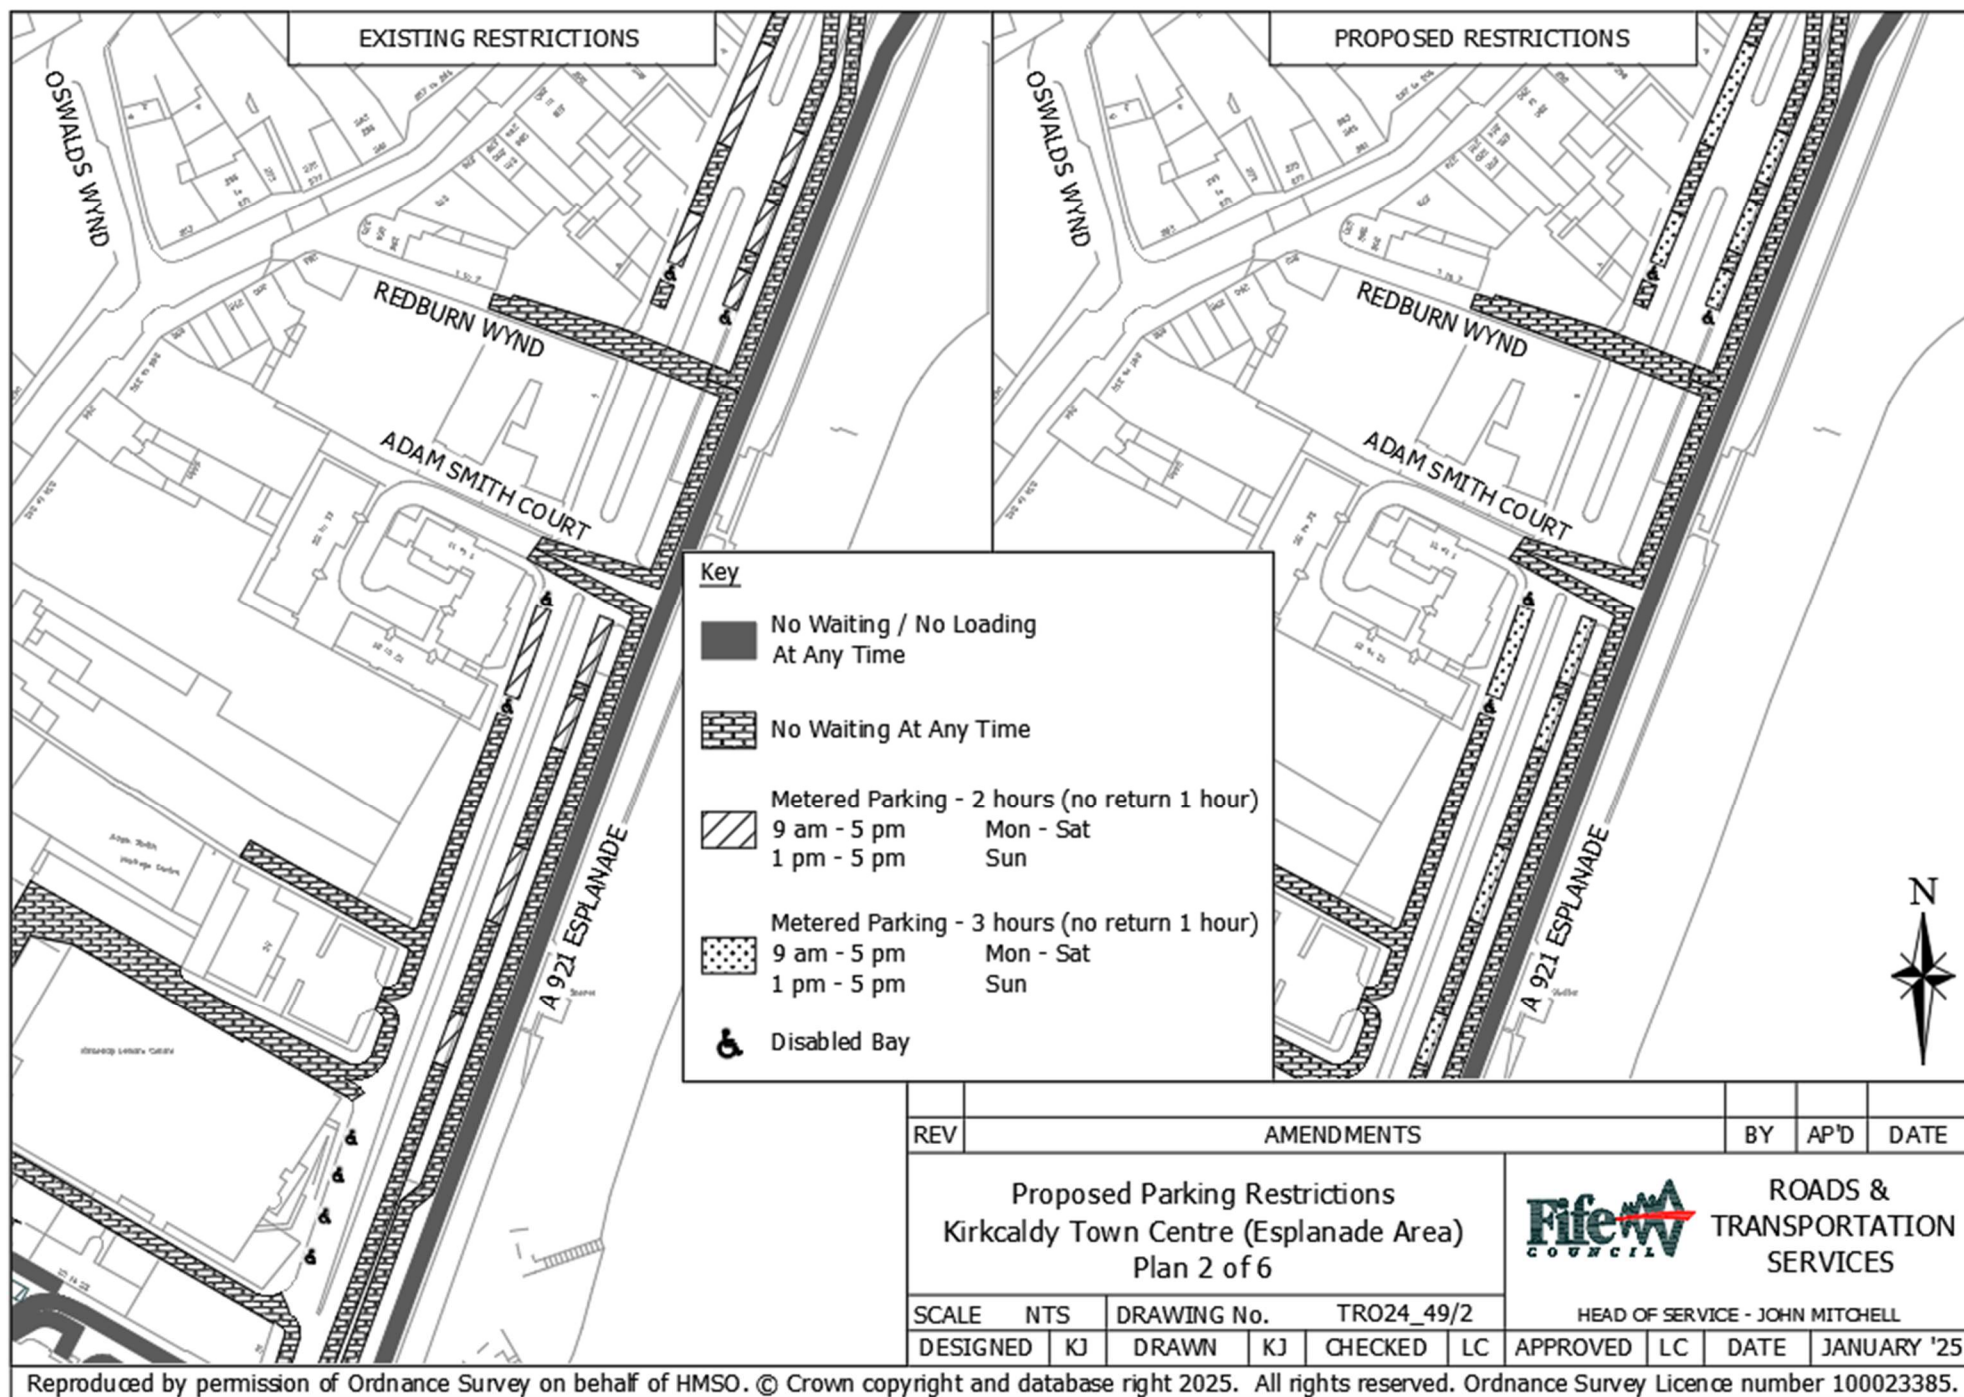 EXISTING RESTRICTIONS
PROPOSED RESTRICTIONS
OSWALDS WYND
REDBURN WYND
ADAM SMITH COURT
A 921 ESPLANADE
OSWALDS WYND
REDBURN WYND
ADAM SMITH COURT
A 921 ESPLANADE
N
Key
No Waiting / No Loading
At Any Time
No Waiting At Any Time
Metered Parking - 2 hours (no return 1 hour)
9 am - 5 pm Mon - Sat
1 pm - 5 pm Sun
Metered Parking - 3 hours (no return 1 hour)
9 am - 5 pm Mon - Sat
1 pm - 5 pm Sun
Disabled Bay
REV AMENDMENTS BY AP'D DATE
Proposed Parking Restrictions
Kirkcaldy Town Centre (Esplanade Area)
Plan 2 of 6
Fife
COUNCIL
ROADS &
TRANSPORTATION
SERVICES
HEAD OF SERVICE - JOHN MITCHELL
SCALE NTS DRAWING No. TRO24_49/2
DESIGNED KJ DRAWN KJ CHECKED LC APPROVED LC DATE JANUARY '25
Reproduced by permission of Ordnance Survey on behalf of HMSO. © Crown copyright and database right 2025. All rights reserved. Ordnance Survey Licence number 100023385.